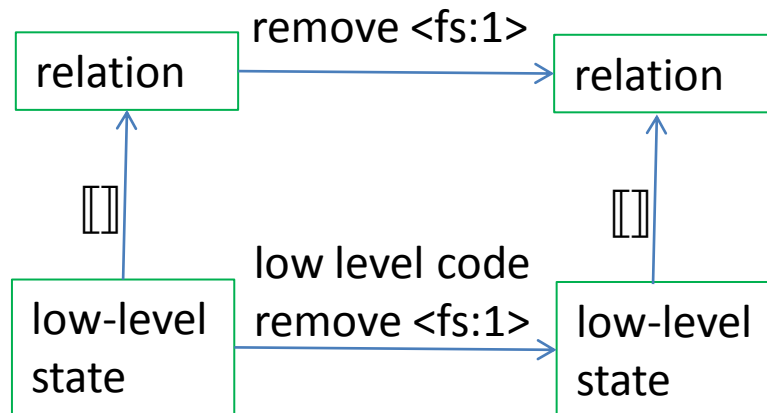 remove <fs:1>
relation
relation
⟦⟧
⟦⟧
low level code
remove <fs:1>
low-level
state
low-level
state